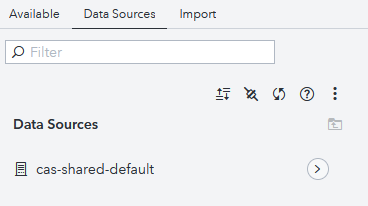 Available Data Sources Import
Filter
Data Sources
cas-shared-default